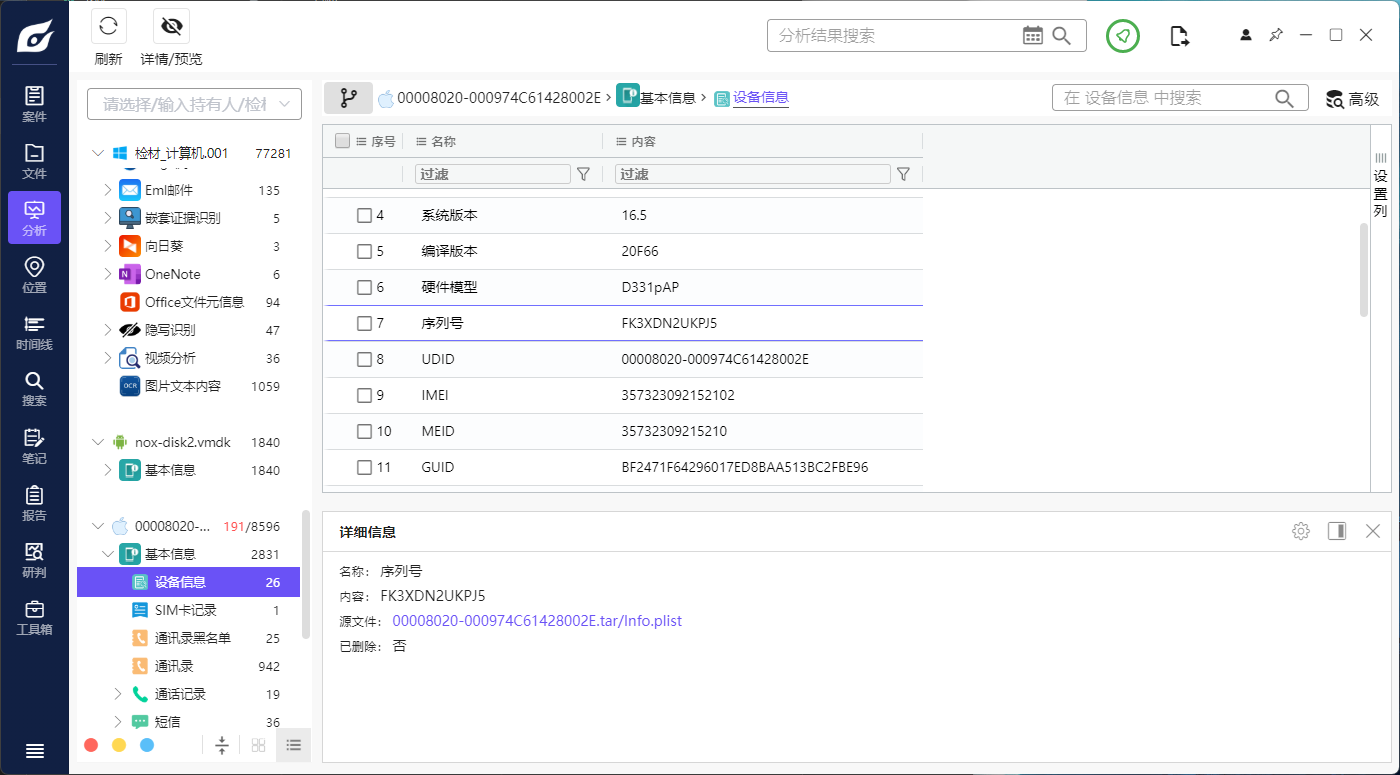 刷新
详情/预览
分析结果搜索
案件
文件
分析
位置
时间线
搜索
笔记
报告
研判
工具箱
请选择/输入持有人/检材
检材_计算机.001 77281
Eml邮件 135
嵌套证据识别 5
向日葵 3
OneNote 6
Office文件元信息 94
隐写识别 47
视频分析 36
OCR 图片文本内容 1059
nox-disk2.vmdk 1840
基本信息 1840
00008020-... 191/8596
基本信息 2831
设备信息 26
SIM卡记录 1
通讯录黑名单 25
通讯录 942
通话记录 19
短信 36
00008020-000974C61428002E > 基本信息 > 设备信息
在 设备信息 中搜索
高级
序号 名称 内容
过滤 过滤
4 系统版本 16.5
5 编译版本 20F66
6 硬件模型 D331pAP
7 序列号 FK3XDN2UKPJ5
8 UDID 00008020-000974C61428002E
9 IMEI 357323092152102
10 MEID 35732309215210
11 GUID BF2471F64296017ED8BAA513BC2FBE96
设置列
详细信息
名称: 序列号
内容: FK3XDN2UKPJ5
源文件: 00008020-000974C61428002E.tar/Info.plist
已删除: 否